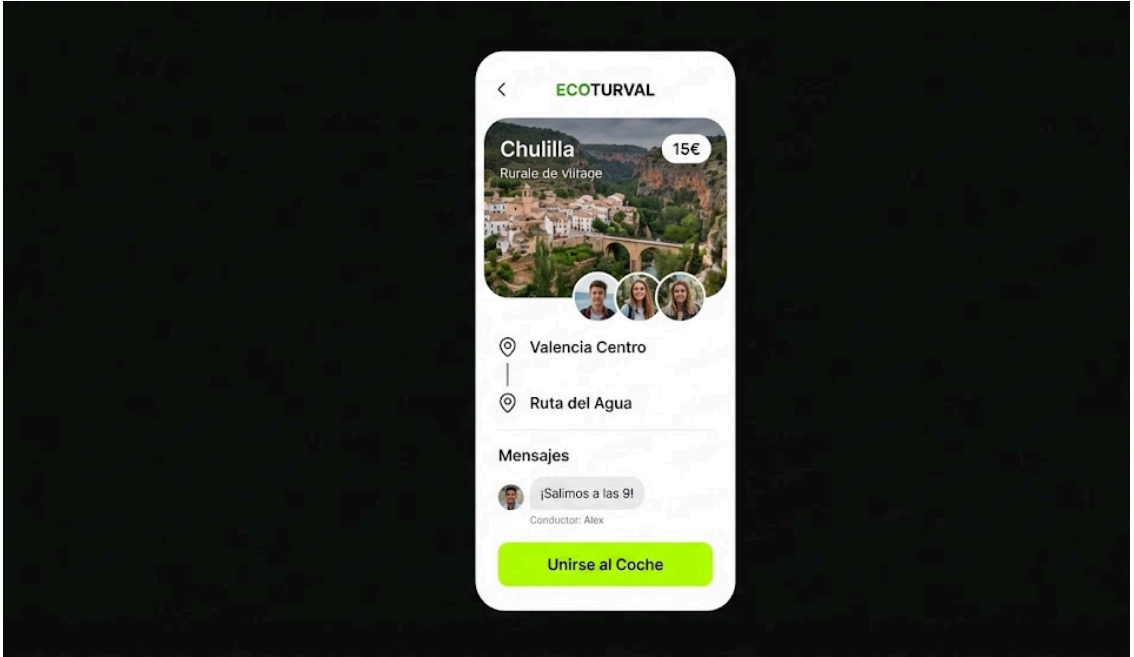 ECOTURVAL
Chulilla
15€
Rurale de viiraqe
Valencia Centro
Ruta del Agua
Mensajes
¡Salimos a las 9!
Conductor: Alex
Unirse al Coche